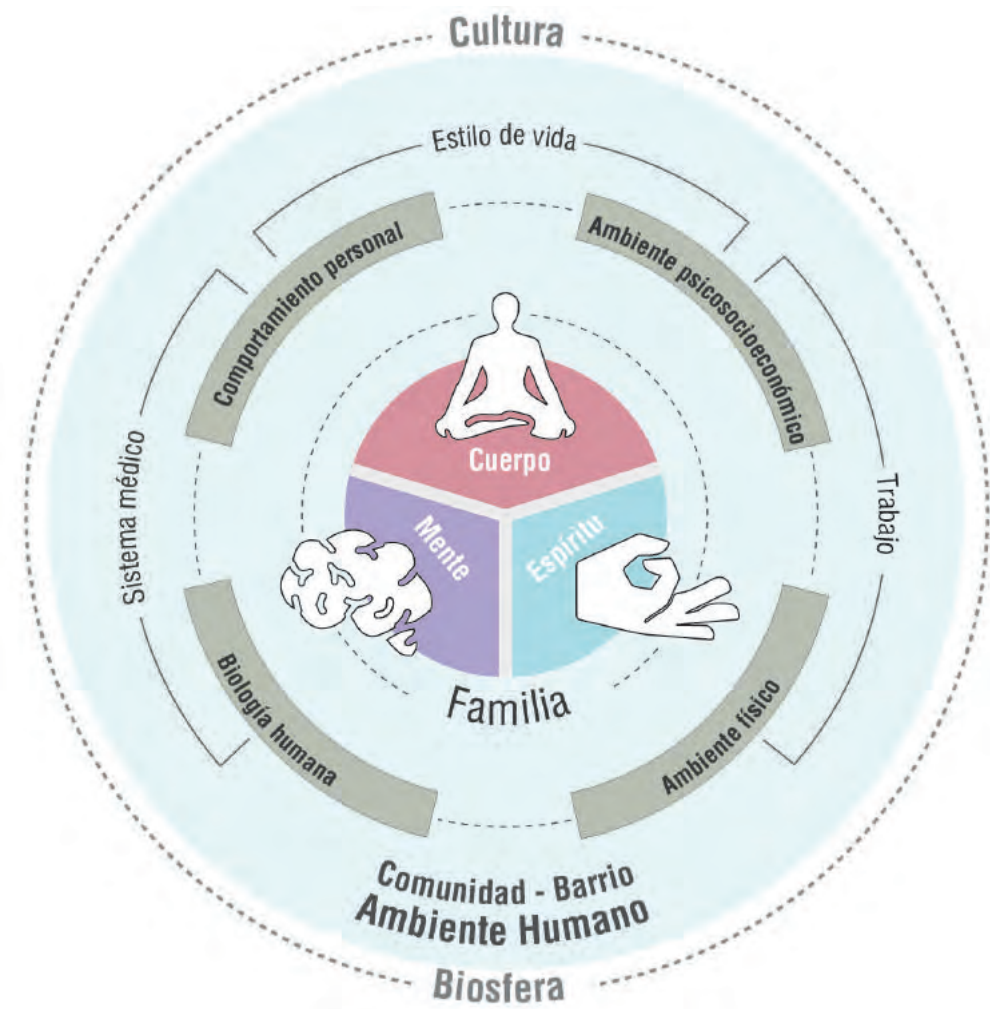 Cultura
Estilo de vida
Comportamiento personal
Ambiente psicosocioeconómico
Sistema médico
Trabajo
Cuerpo
Mente
Espíritu
Familia
Biología humana
Ambiente físico
Comunidad - Barrio
Ambiente Humano
Biosfera